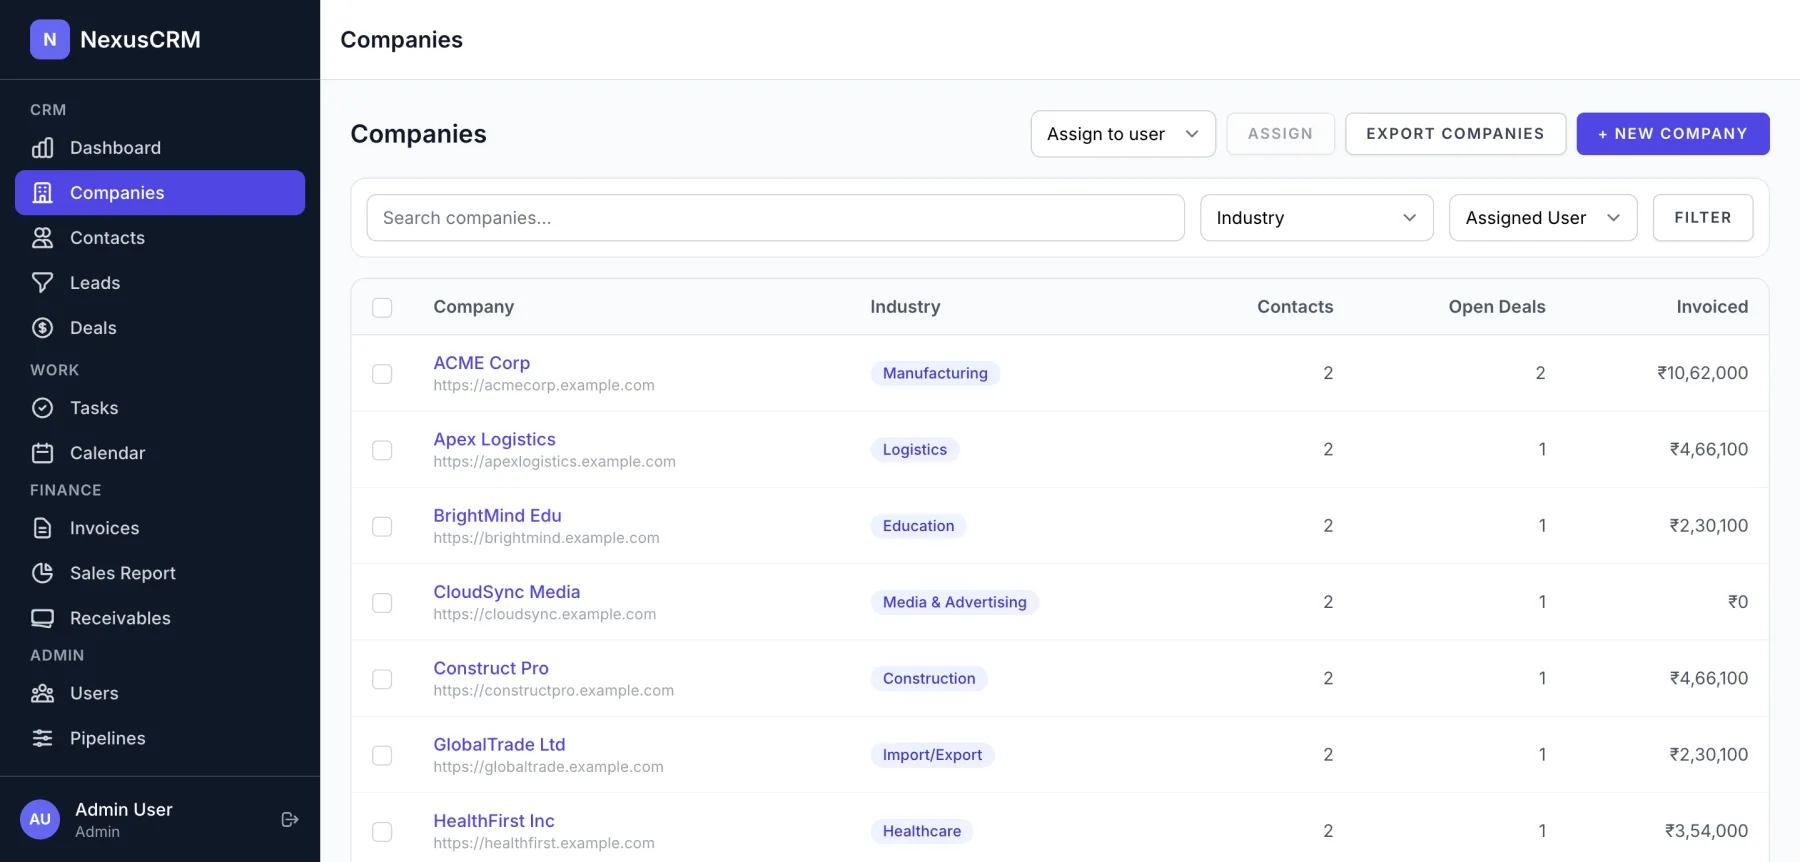 N NexusCRM
Companies
CRM
Dashboard
Companies
Contacts
Leads
Deals
WORK
Tasks
Calendar
FINANCE
Invoices
Sales Report
Receivables
ADMIN
Users
Pipelines
AU Admin User
Admin
Companies
Assign to user ASSIGN EXPORT COMPANIES + NEW COMPANY
Search companies... Industry Assigned User FILTER
Company Industry Contacts Open Deals Invoiced
ACME Corp
https://acmecorp.example.com
Manufacturing 2 2 ₹10,62,000
Apex Logistics
https://apexlogistics.example.com
Logistics 2 1 ₹4,66,100
BrightMind Edu
https://brightmind.example.com
Education 2 1 ₹2,30,100
CloudSync Media
https://cloudsync.example.com
Media & Advertising 2 1 ₹0
Construct Pro
https://constructpro.example.com
Construction 2 1 ₹4,66,100
GlobalTrade Ltd
https://globaltrade.example.com
Import/Export 2 1 ₹2,30,100
HealthFirst Inc
https://healthfirst.example.com
Healthcare 2 1 ₹3,54,000